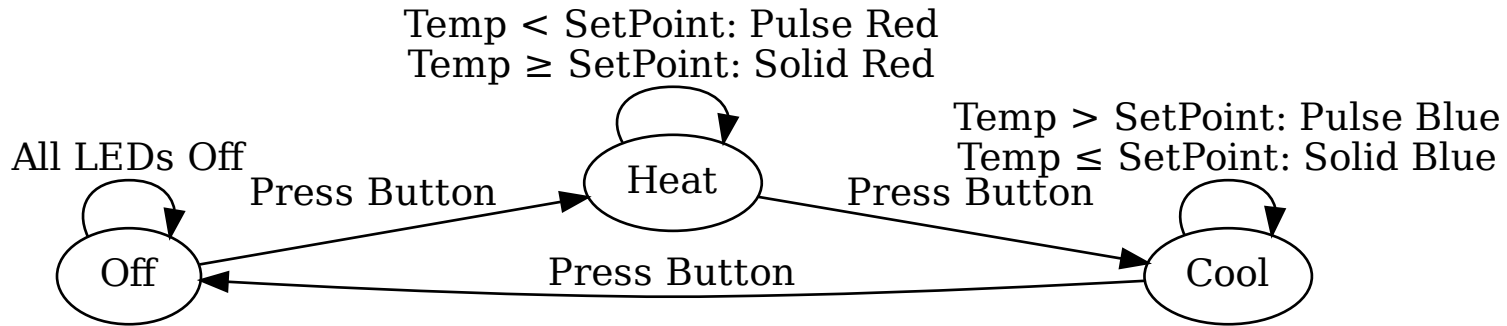 Temp < SetPoint: Pulse Red
Temp ≥ SetPoint: Solid Red
Temp > SetPoint: Pulse Blue
Temp ≤ SetPoint: Solid Blue
All LEDs Off
Press Button
Heat
Press Button
Off
Press Button
Cool